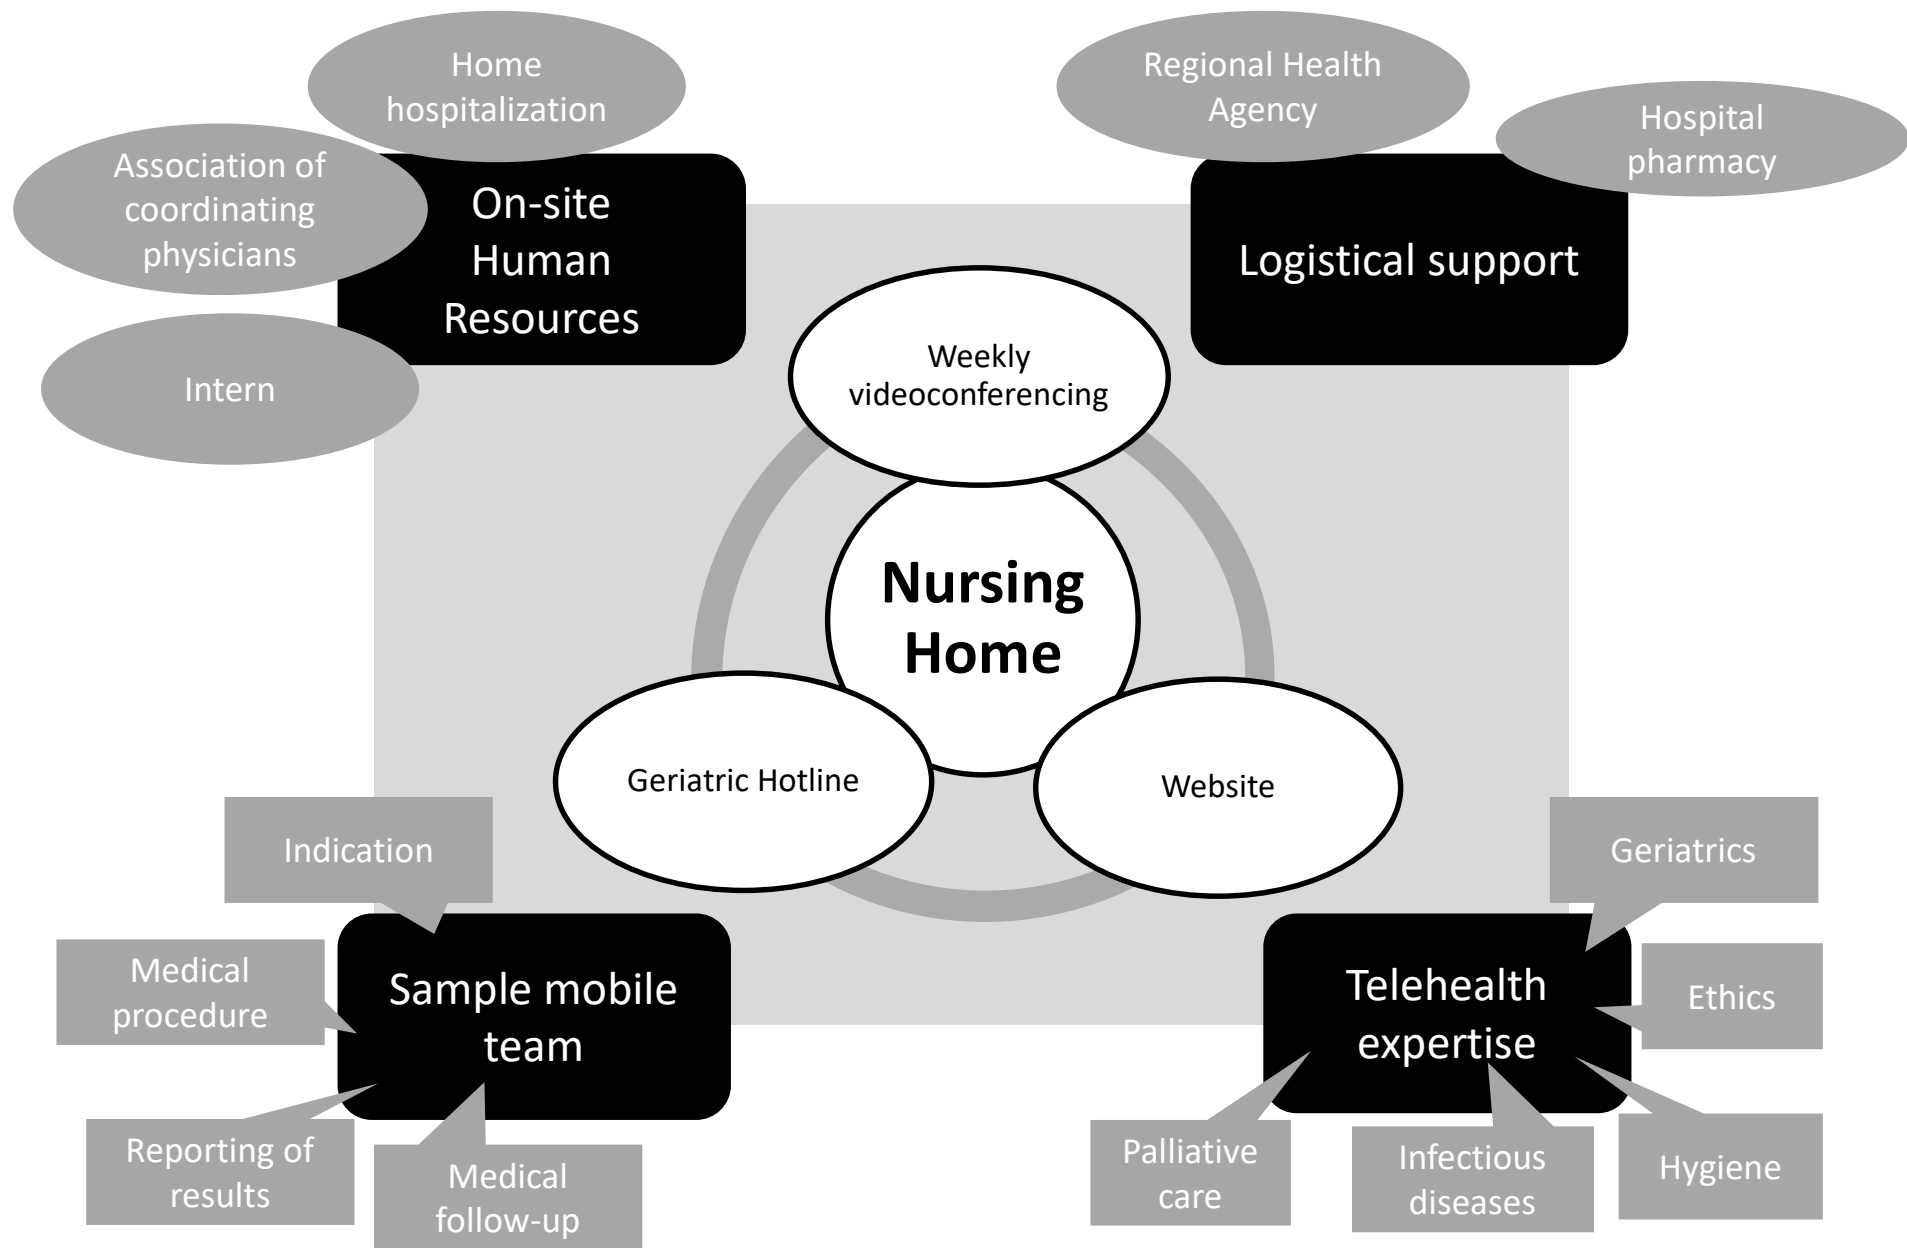 Home
hospitalization
Regional Health
Agency
Hospital
pharmacy
Association of
coordinating
physicians
On-site
Human
Resources
Logistical support
Intern
Weekly
videoconferencing
Nursing
Home
Geriatric Hotline
Website
Indication
Geriatrics
Medical
procedure
Sample mobile
team
Telehealth
expertise
Ethics
Reporting of
results
Medical
follow-up
Palliative
care
Infectious
diseases
Hygiene